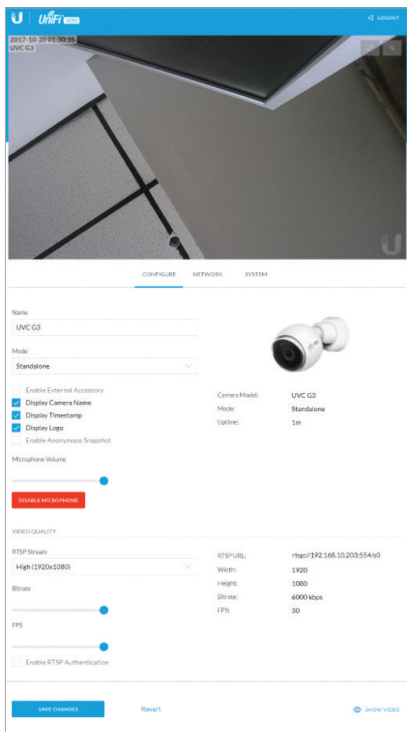 U UniFi VIDEO
LOGOUT
2017-10-20 01:30:35
UVC G3
CONFIGURE NETWORK SYSTEM
Name
UVC G3
Mode
Standalone
Enable External Accessory
Display Camera Name
Display Timestamp
Display Logo
Enable Anonymous Snapshot
Microphone Volume
DISABLE MICROPHONE
Camera Model: UVC G3
Mode: Standalone
Uptime: 1m
VIDEO QUALITY
RTSP Stream
High (1920x1080)
Bitrate
FPS
Enable RTSP Authentication
RTSP URL: rtsp://192.168.10.203:554/s0
Width: 1920
Height: 1080
Bitrate: 6000 kbps
FPS: 30
SAVE CHANGES Revert SHOW VIDEO